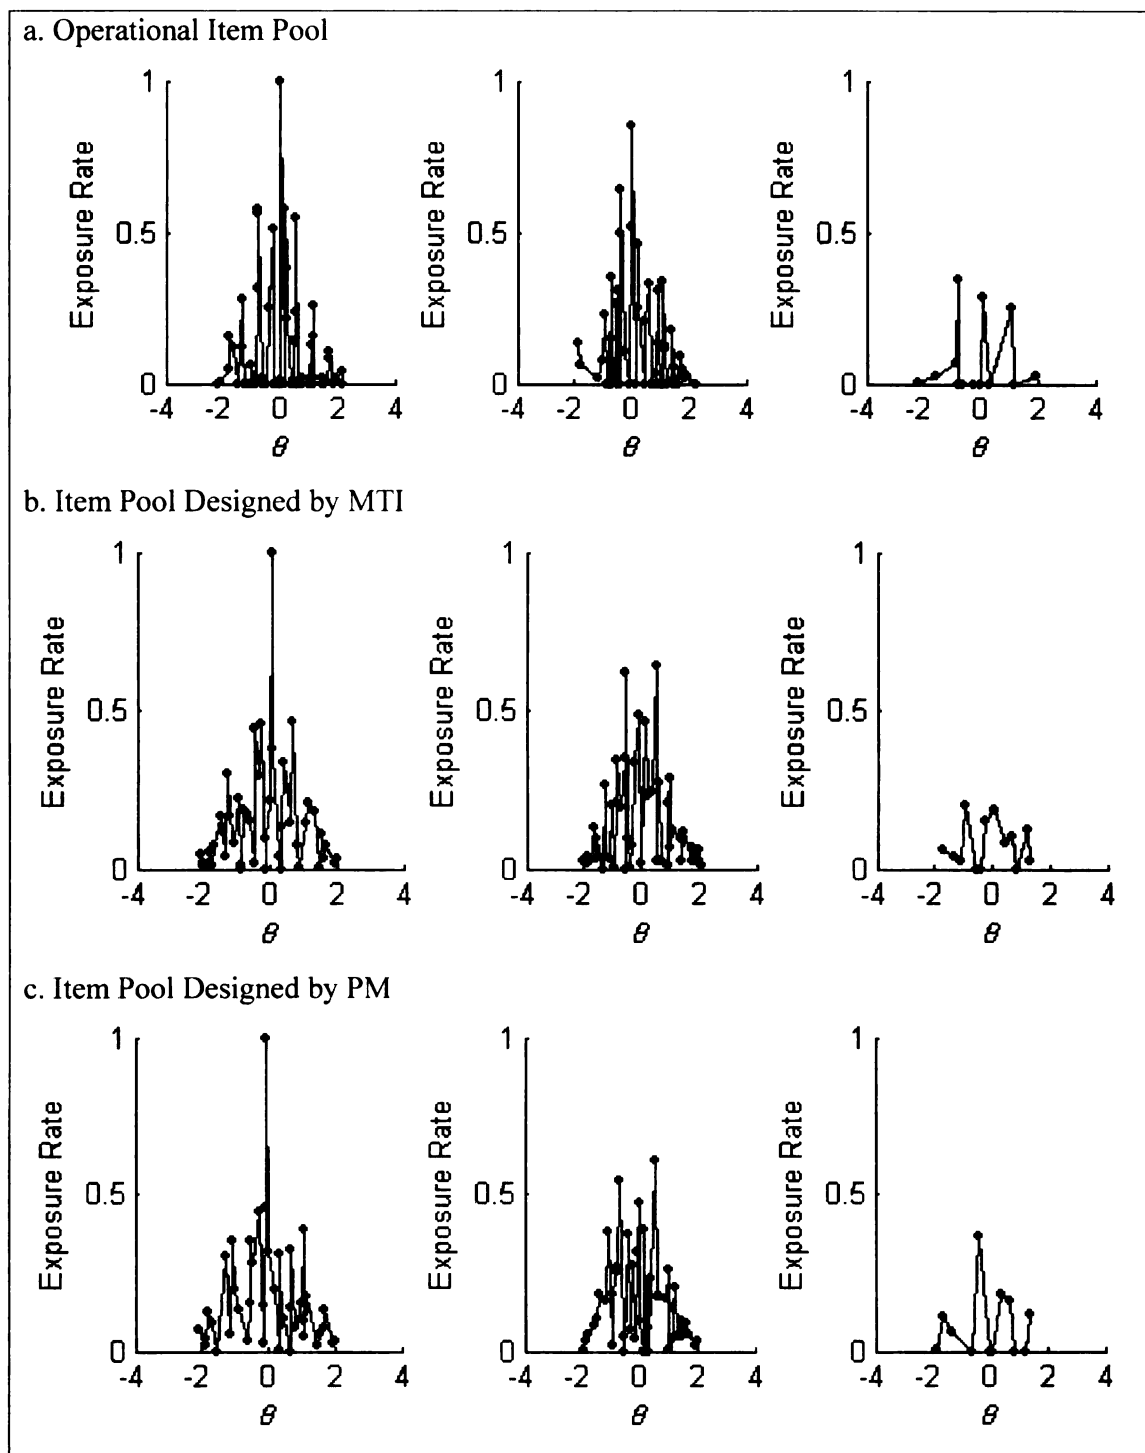 a. Operational Item Pool
1 1 1
Exposure Rate Exposure Rate Exposure Rate
0.5 0.5 0.5
0 0 0
-4 -2 0 2 4 -4 -2 0 2 4 -4 -2 0 2 4
θ θ θ
b. Item Pool Designed by MTI
1 1 1
Exposure Rate Exposure Rate Exposure Rate
0.5 0.5 0.5
0 0 0
-4 -2 0 2 4 -4 -2 0 2 4 -4 -2 0 2 4
θ θ θ
c. Item Pool Designed by PM
1 1 1
Exposure Rate Exposure Rate Exposure Rate
0.5 0.5 0.5
0 0 0
-4 -2 0 2 4 -4 -2 0 2 4 -4 -2 0 2 4
θ θ θ